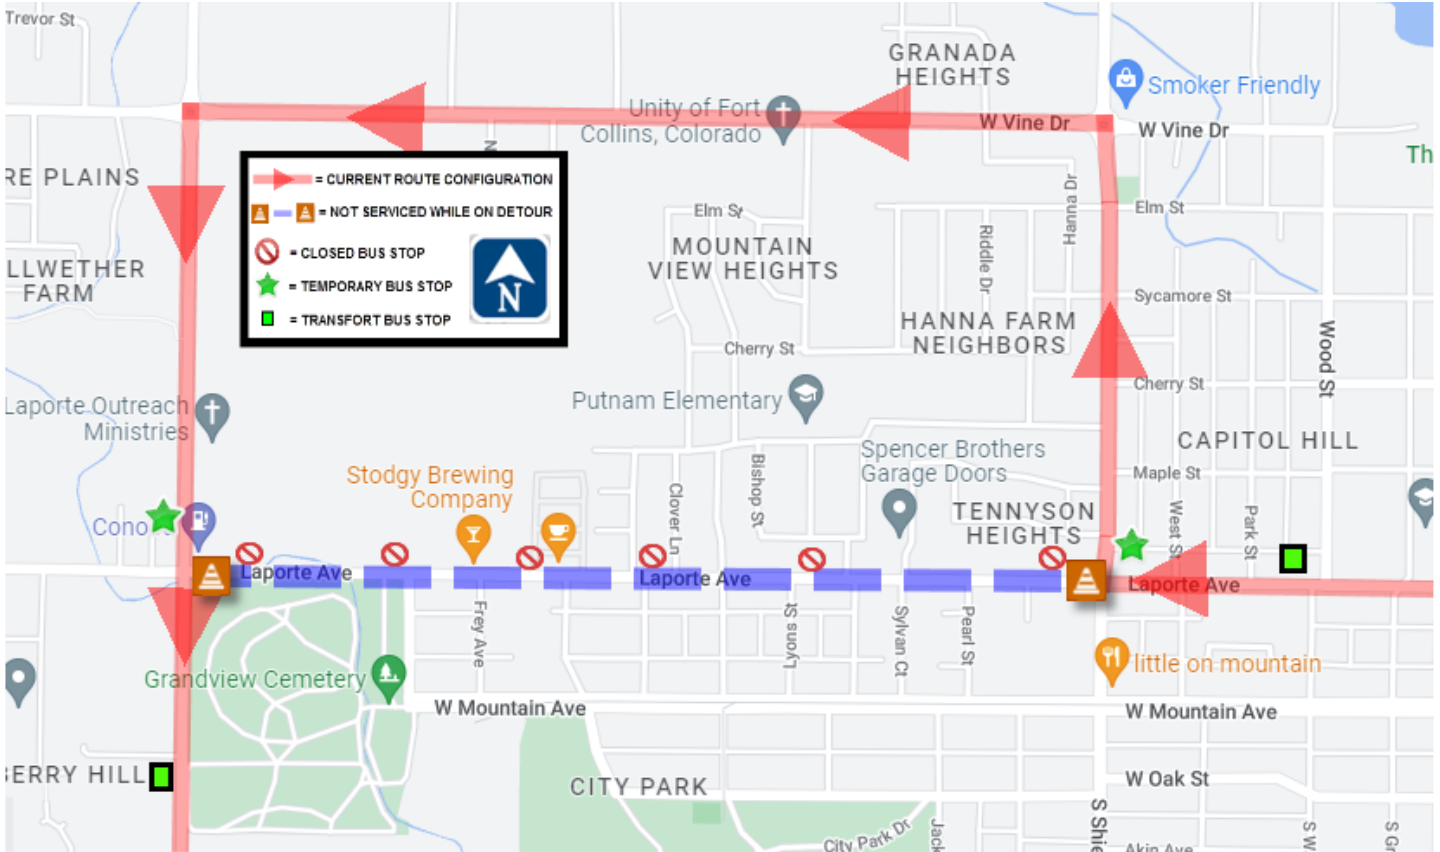 Trevor St
GRANADA
HEIGHTS
Smoker Friendly
Unity of Fort
Collins, Colorado
W Vine Dr
W Vine Dr
Th
RE PLAINS
N
= CURRENT ROUTE CONFIGURATION
= NOT SERVICED WHILE ON DETOUR
= CLOSED BUS STOP
= TEMPORARY BUS STOP
= TRANSFORT BUS STOP
N
Elm St
Elm St
Hanna Dr
Riddle Dr
MOUNTAIN
VIEW HEIGHTS
LLWETHER
FARM
Sycamore St
HANNA FARM
NEIGHBORS
Wood St
Cherry St
Cherry St
Laporte Outreach
Ministries
Putnam Elementary
CAPITOL HILL
Spencer Brothers
Garage Doors
Maple St
Stodgy Brewing
Company
Bishop St
Clover Ln
TENNYSON
HEIGHTS
West St
Park St
Cono
Laporte Ave
Laporte Ave
Laporte Ave
Frey Ave
Lyons St
Sylvan Ct
Pearl St
little on mountain
Grandview Cemetery
W Mountain Ave
W Mountain Ave
BERRY HILL
CITY PARK
W Oak St
S Shie
City Park Dr
Jack
Akin Ave
S W
S Gr